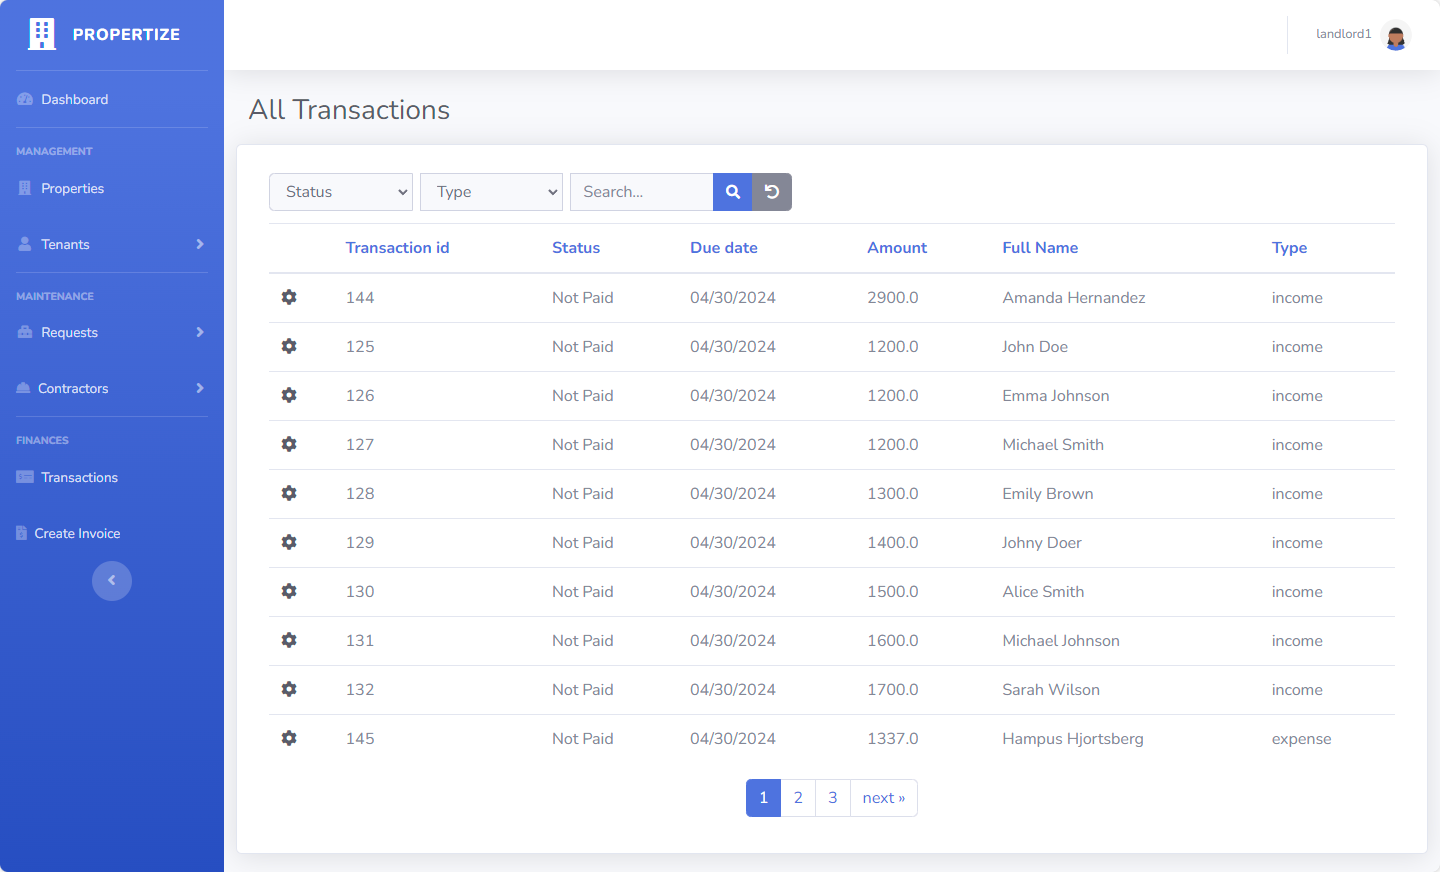 PROPERTIZE
landlord1
Dashboard
MANAGEMENT
Properties
Tenants
MAINTENANCE
Requests
Contractors
FINANCES
Transactions
Create Invoice
All Transactions
Status Type Search...
Transaction id Status Due date Amount Full Name Type
144 Not Paid 04/30/2024 2900.0 Amanda Hernandez income
125 Not Paid 04/30/2024 1200.0 John Doe income
126 Not Paid 04/30/2024 1200.0 Emma Johnson income
127 Not Paid 04/30/2024 1200.0 Michael Smith income
128 Not Paid 04/30/2024 1300.0 Emily Brown income
129 Not Paid 04/30/2024 1400.0 Johny Doer income
130 Not Paid 04/30/2024 1500.0 Alice Smith income
131 Not Paid 04/30/2024 1600.0 Michael Johnson income
132 Not Paid 04/30/2024 1700.0 Sarah Wilson income
145 Not Paid 04/30/2024 1337.0 Hampus Hjortsberg expense
1 2 3 next »